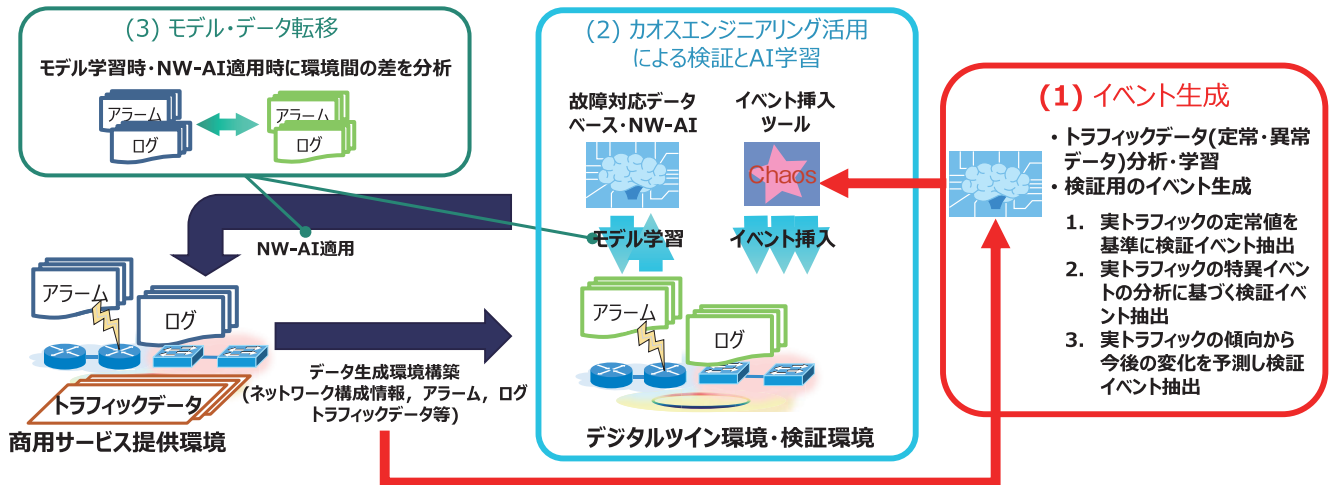 (3) モデル・データ転移
モデル学習時・NW-AI適用時に環境間の差を分析
アラーム
ログ
アラーム
ログ
NW-AI適用
アラーム
ログ
トラフィックデータ
商用サービス提供環境
データ生成環境構築
(ネットワーク構成情報，アラーム，ログ
トラフィックデータ等)
(2) カオスエンジニアリング活用
による検証とAI学習
故障対応データ
ベース・NW-AI
イベント挿入
ツール
Chaos
モデル学習
イベント挿入
アラーム
ログ
デジタルツイン環境・検証環境
(1) イベント生成
・トラフィックデータ(定常・異常
データ)分析・学習
・検証用のイベント生成
1. 実トラフィックの定常値を
基準に検証イベント抽出
2. 実トラフィックの特異イベン
トの分析に基づく検証イベ
ント抽出
3. 実トラフィックの傾向から
今後の変化を予測し検証
イベント抽出